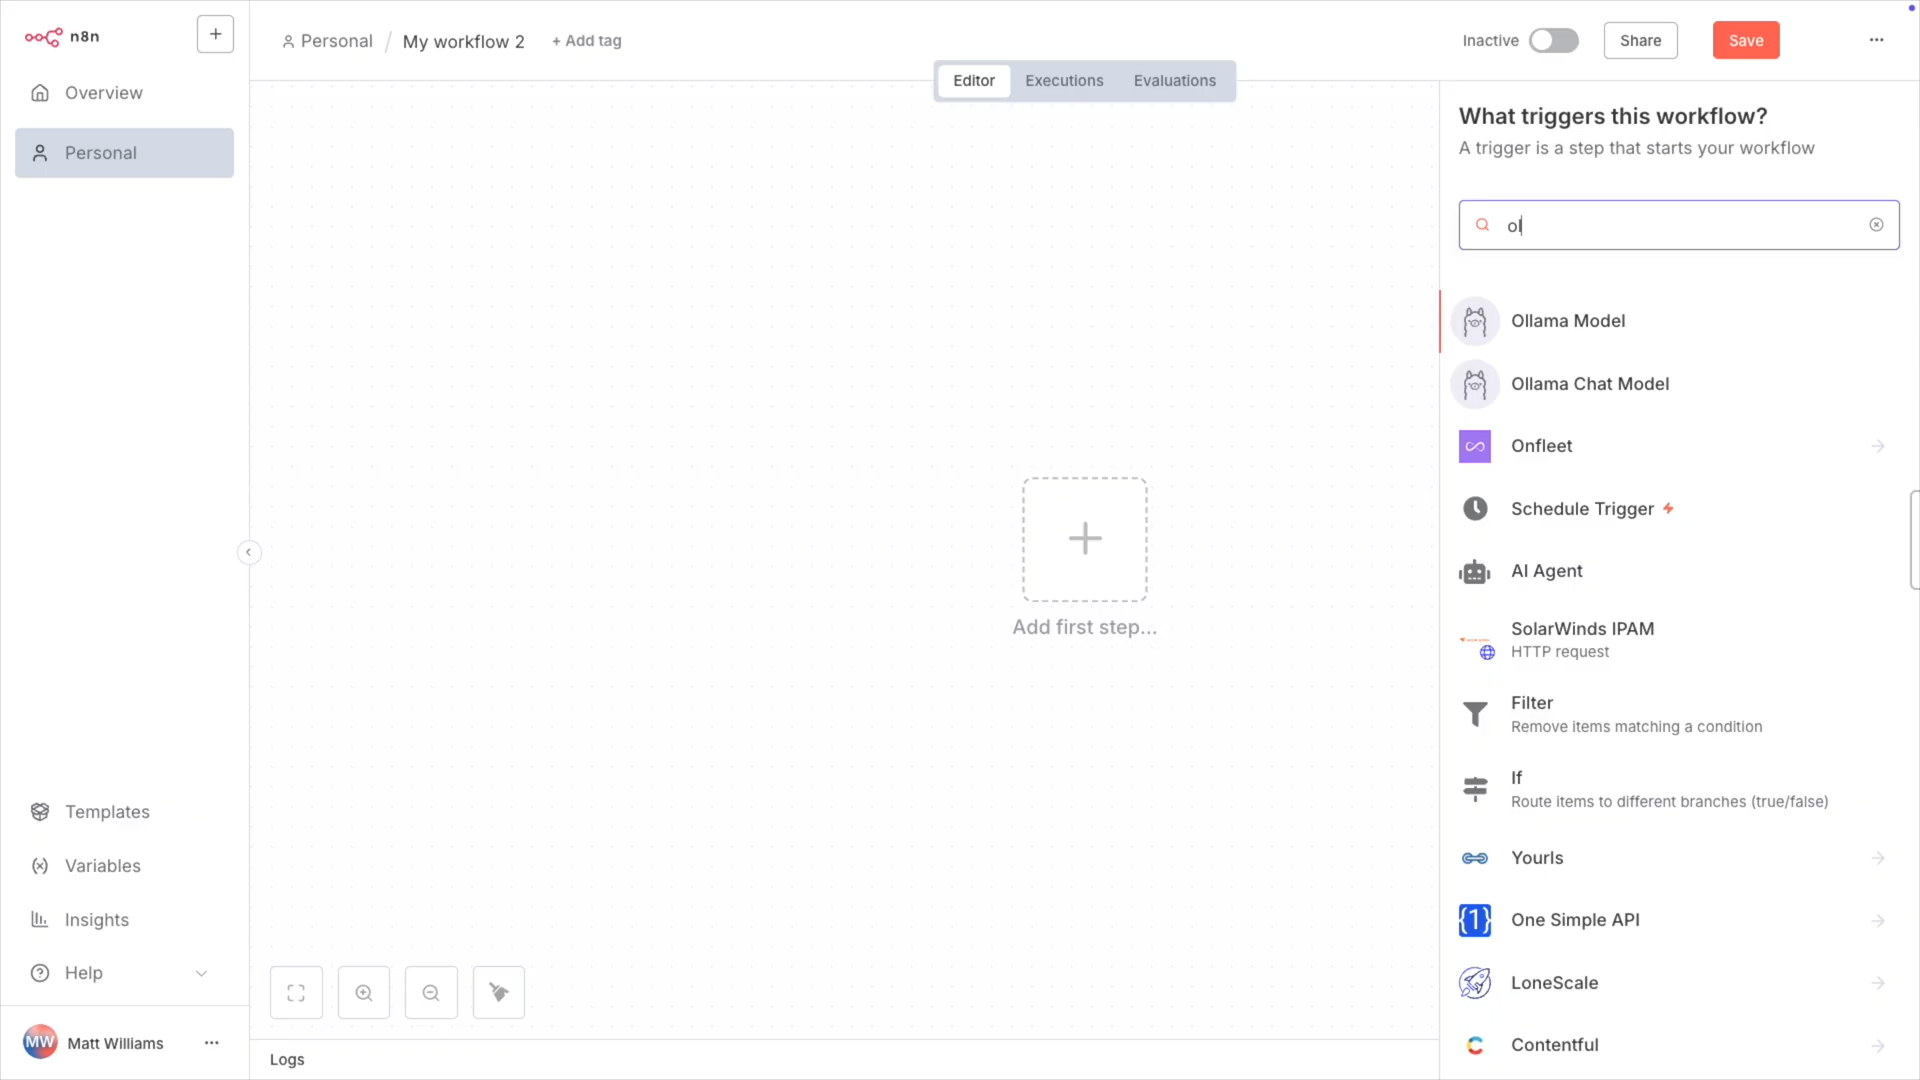 n8n
Overview
Personal
Templates
Variables
Insights
Help
MW Matt Williams
Personal / My workflow 2 + Add tag
Inactive Share Save
Editor Executions Evaluations
Add first step...
Logs
What triggers this workflow?
A trigger is a step that starts your workflow
ol
Ollama Model
Ollama Chat Model
Onfleet
Schedule Trigger
AI Agent
SolarWinds IPAM
HTTP request
Filter
Remove items matching a condition
If
Route items to different branches (true/false)
Yourls
{1} One Simple API
LoneScale
Contentful